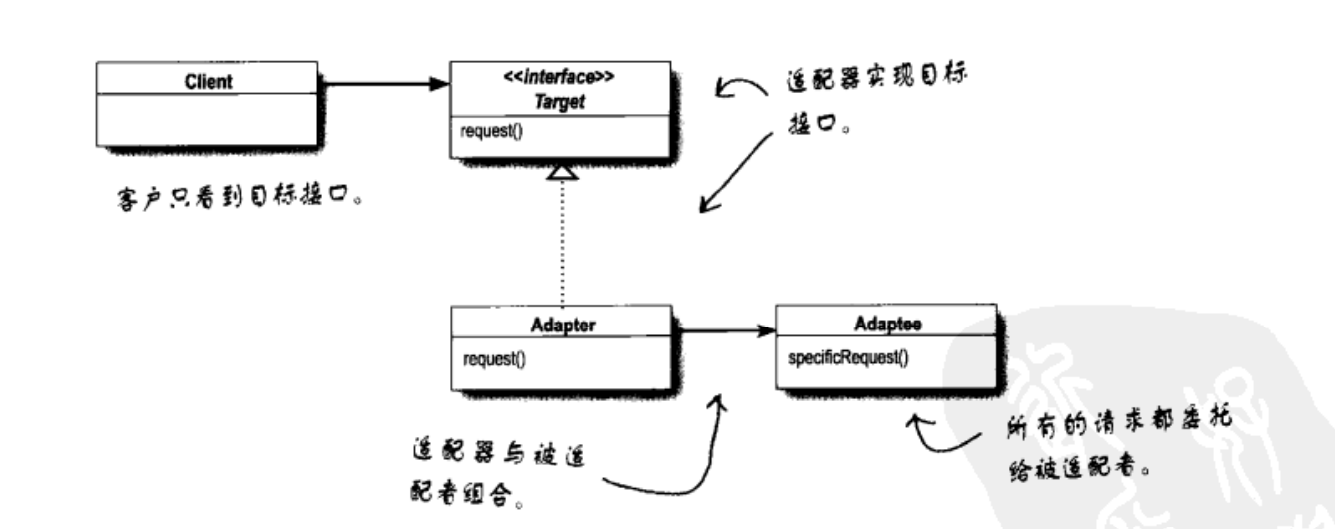 Client
<<interface>>
Target
request()
适配器实现目标
接口。
客户只看到目标接口。
Adapter
request()
Adaptee
specificRequest()
适配器与被适
配者组合。
所有的请求都委托
给被适配者。